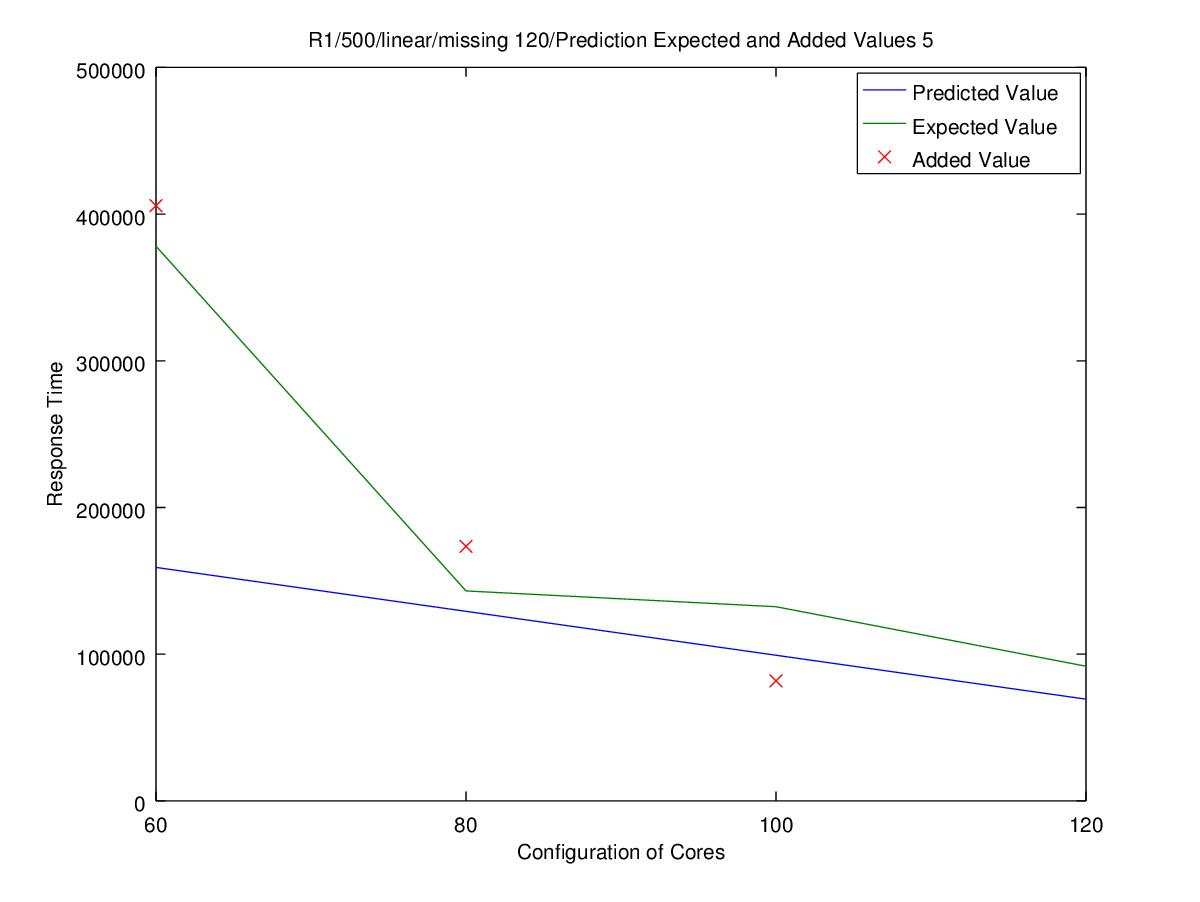 R1/500/linear/missing 120/Prediction Expected and Added Values 5
500000
400000
300000
200000
100000
0
Response Time
Predicted Value
Expected Value
Added Value
60
80
100
120
Configuration of Cores